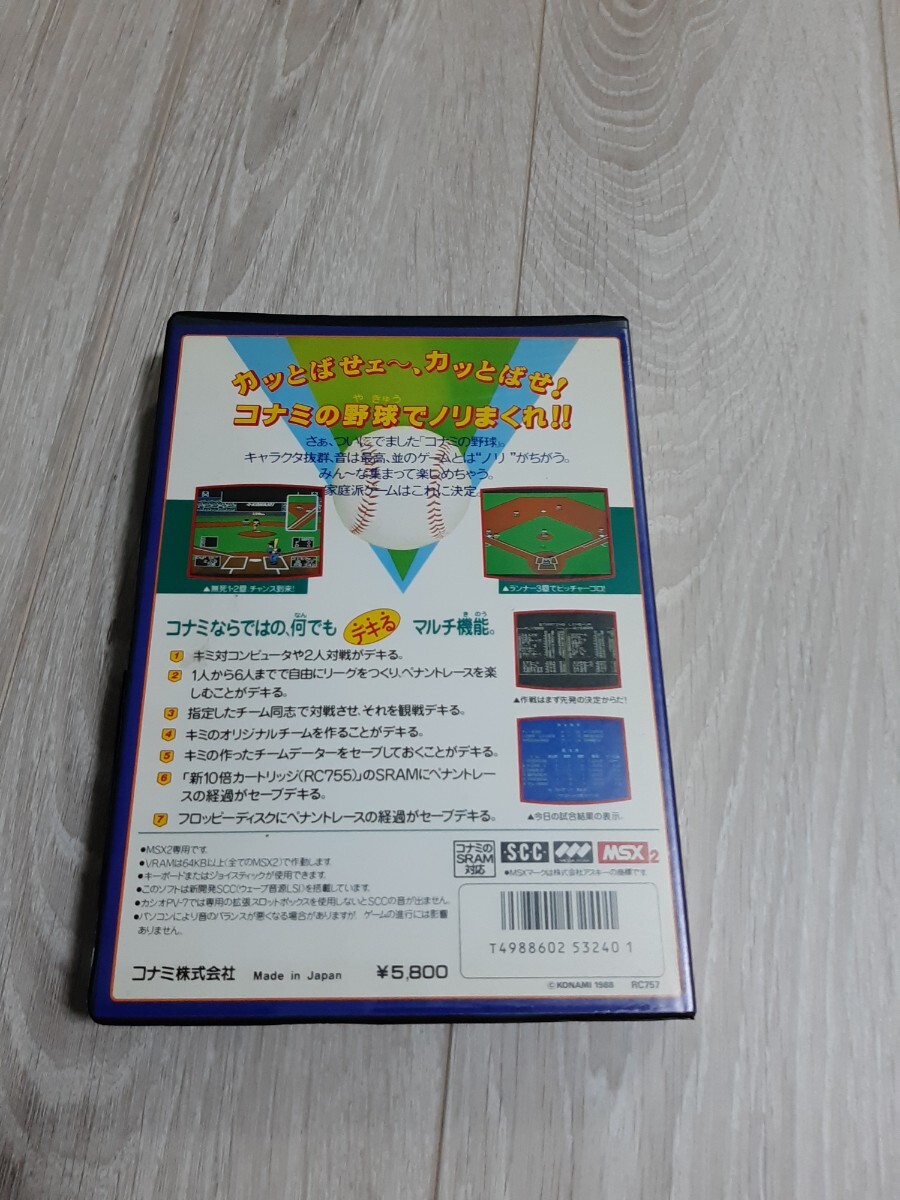 カッとばせェ〜、カッとばせ!
や きゅう
コナミの野球でノリまくれ!!
さぁ、ついにでました「コナミの野球」。
キャラクタ抜群、音は最高、並のゲームとは“ノリ”がちがう。
みん〜な集まって楽しめちゃう。
家庭派ゲームはこれに決定。
▲無死1・2塁、チャンス到来!
▲ランナー3塁でピッチャーゴロ!
なん
きのう
コナミならではの、何でも デキる マルチ機能。
1 キミ対コンピュータや2人対戦がデキる。
2 1人から6人までで自由にリーグをつくり、ペナントレースを楽
しむことがデキる。
3 指定したチーム同志で対戦させ、それを観戦デキる。
4 キミのオリジナルチームを作ることがデキる。
5 キミの作ったチームデーターをセーブしておくことがデキる。
6 「新10倍カートリッジ(RC755)」のSRAMにペナントレー
スの経過がセーブデキる。
7 フロッピーディスクにペナントレースの経過がセーブデキる。
▲作戦はまず先発の決定からだ!
▲今日の試合結果の表示。
●MSX2専用です。
●VRAMは64KB以上(全てのMSX2)で作動します。
●キーボードまたはジョイスティックが使用できます。
●このソフトは新開発SCC(ウェーブ音源LSI)を搭載しています。
●カシオPV-7では専用の拡張スロットボックスを使用しないとSCCの音が出ません。
●パソコンにより音のバランスが悪くなる場合がありますが、ゲームの進行には影響
ありません。
コナミの
SRAM
対応
SCC
MSX2
●MSXマークは株式会社アスキーの商標です。
T4988602 53240 1
コナミ株式会社 Made in Japan ¥5,800
©KONAMI 1988 RC757